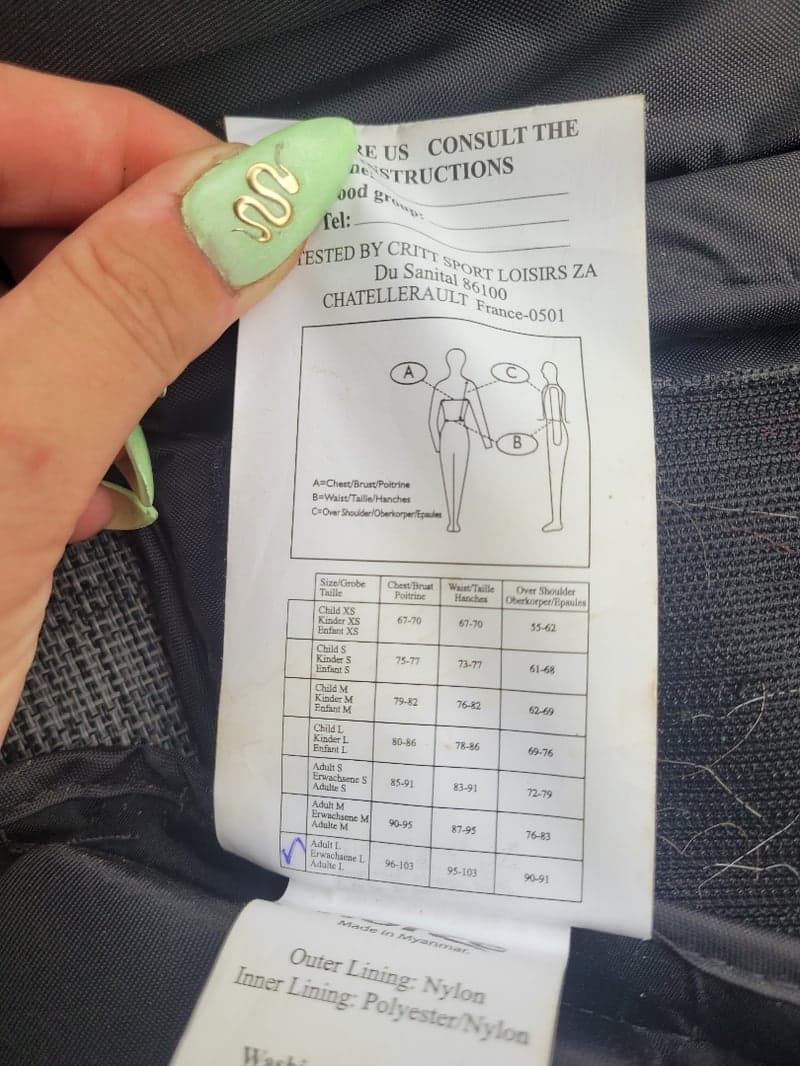 RE US CONSULT THE
INSTRUCTIONS
ood group:
Tel:
TESTED BY CRITT SPORT LOISIRS ZA
Du Sanital 86100
CHATELLERAULT France-0501
A
C
B
A=Chest/Brust/Poitrine
B=Waist/Taille/Hanches
C=Over Shoulder/Oberkorper/Epaules
Size/Grobe Taille Chest/Brust Poitrine Waist/Taille Hanches Over Shoulder Oberkorper/Epaules
Child XS
Kinder XS 67-70 67-70 55-62
Enfant XS
Child S
Kinder S 75-77 73-77 61-68
Enfant S
Child M
Kinder M 79-82 76-82 62-69
Enfant M
Child L
Kinder L 80-86 78-86 69-76
Enfant L
Adult S
Erwachsene S 85-91 83-91 72-79
Adulte S
Adult M
Erwachsene M 90-95 87-95 76-83
Adulte M
Adult L
Erwachsene L 96-103 95-103 90-91
Adulte L
Made in Myanmar.
Outer Lining: Nylon
Inner Lining: Polyester/Nylon